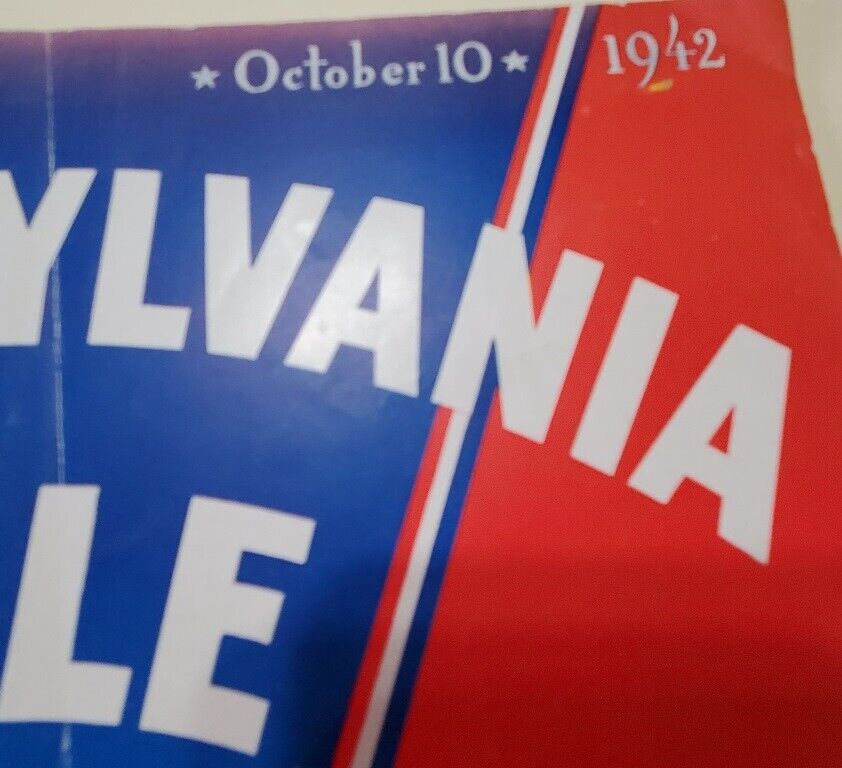 ★ October 10 ★ 1942
YLVANIA
LE